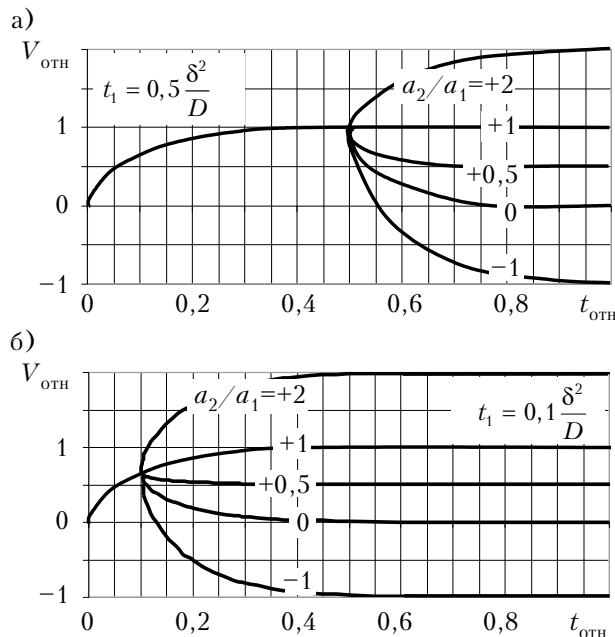 а)
V отн
t₁ = 0,5 δ²/D
a₂/a₁=+2
1
+1
+0,5
0
0
−1
−1
0
0,2
0,4
0,6
0,8
t отн
б)
V отн
a₂/a₁=+2
t₁ = 0,1 δ²/D
1
+1
+0,5
0
0
−1
−1
0
0,2
0,4
0,6
0,8
t отн